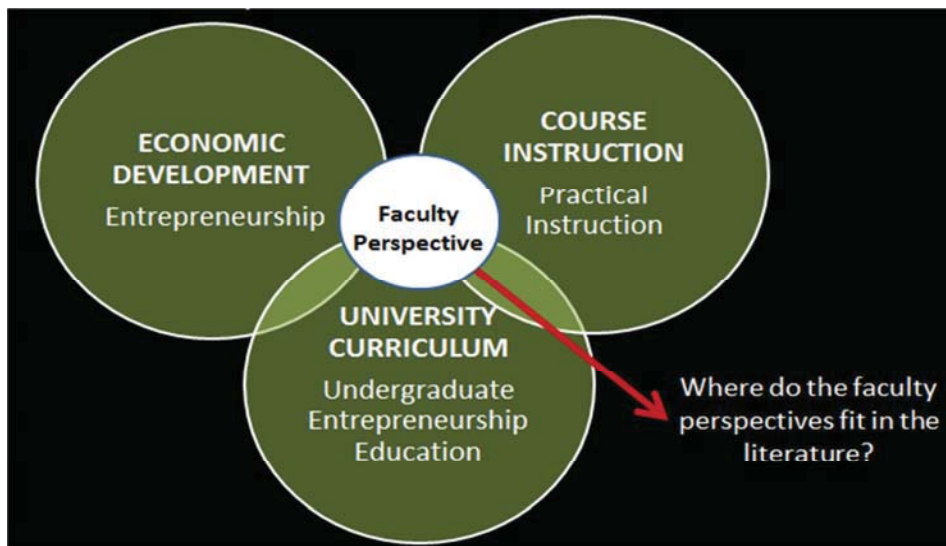 ECONOMIC
DEVELOPMENT
Entrepreneurship
COURSE
INSTRUCTION
Practical
Instruction
Faculty
Perspective
UNIVERSITY
CURRICULUM
Undergraduate
Entrepreneurship
Education
Where do the faculty
perspectives fit in the
literature?